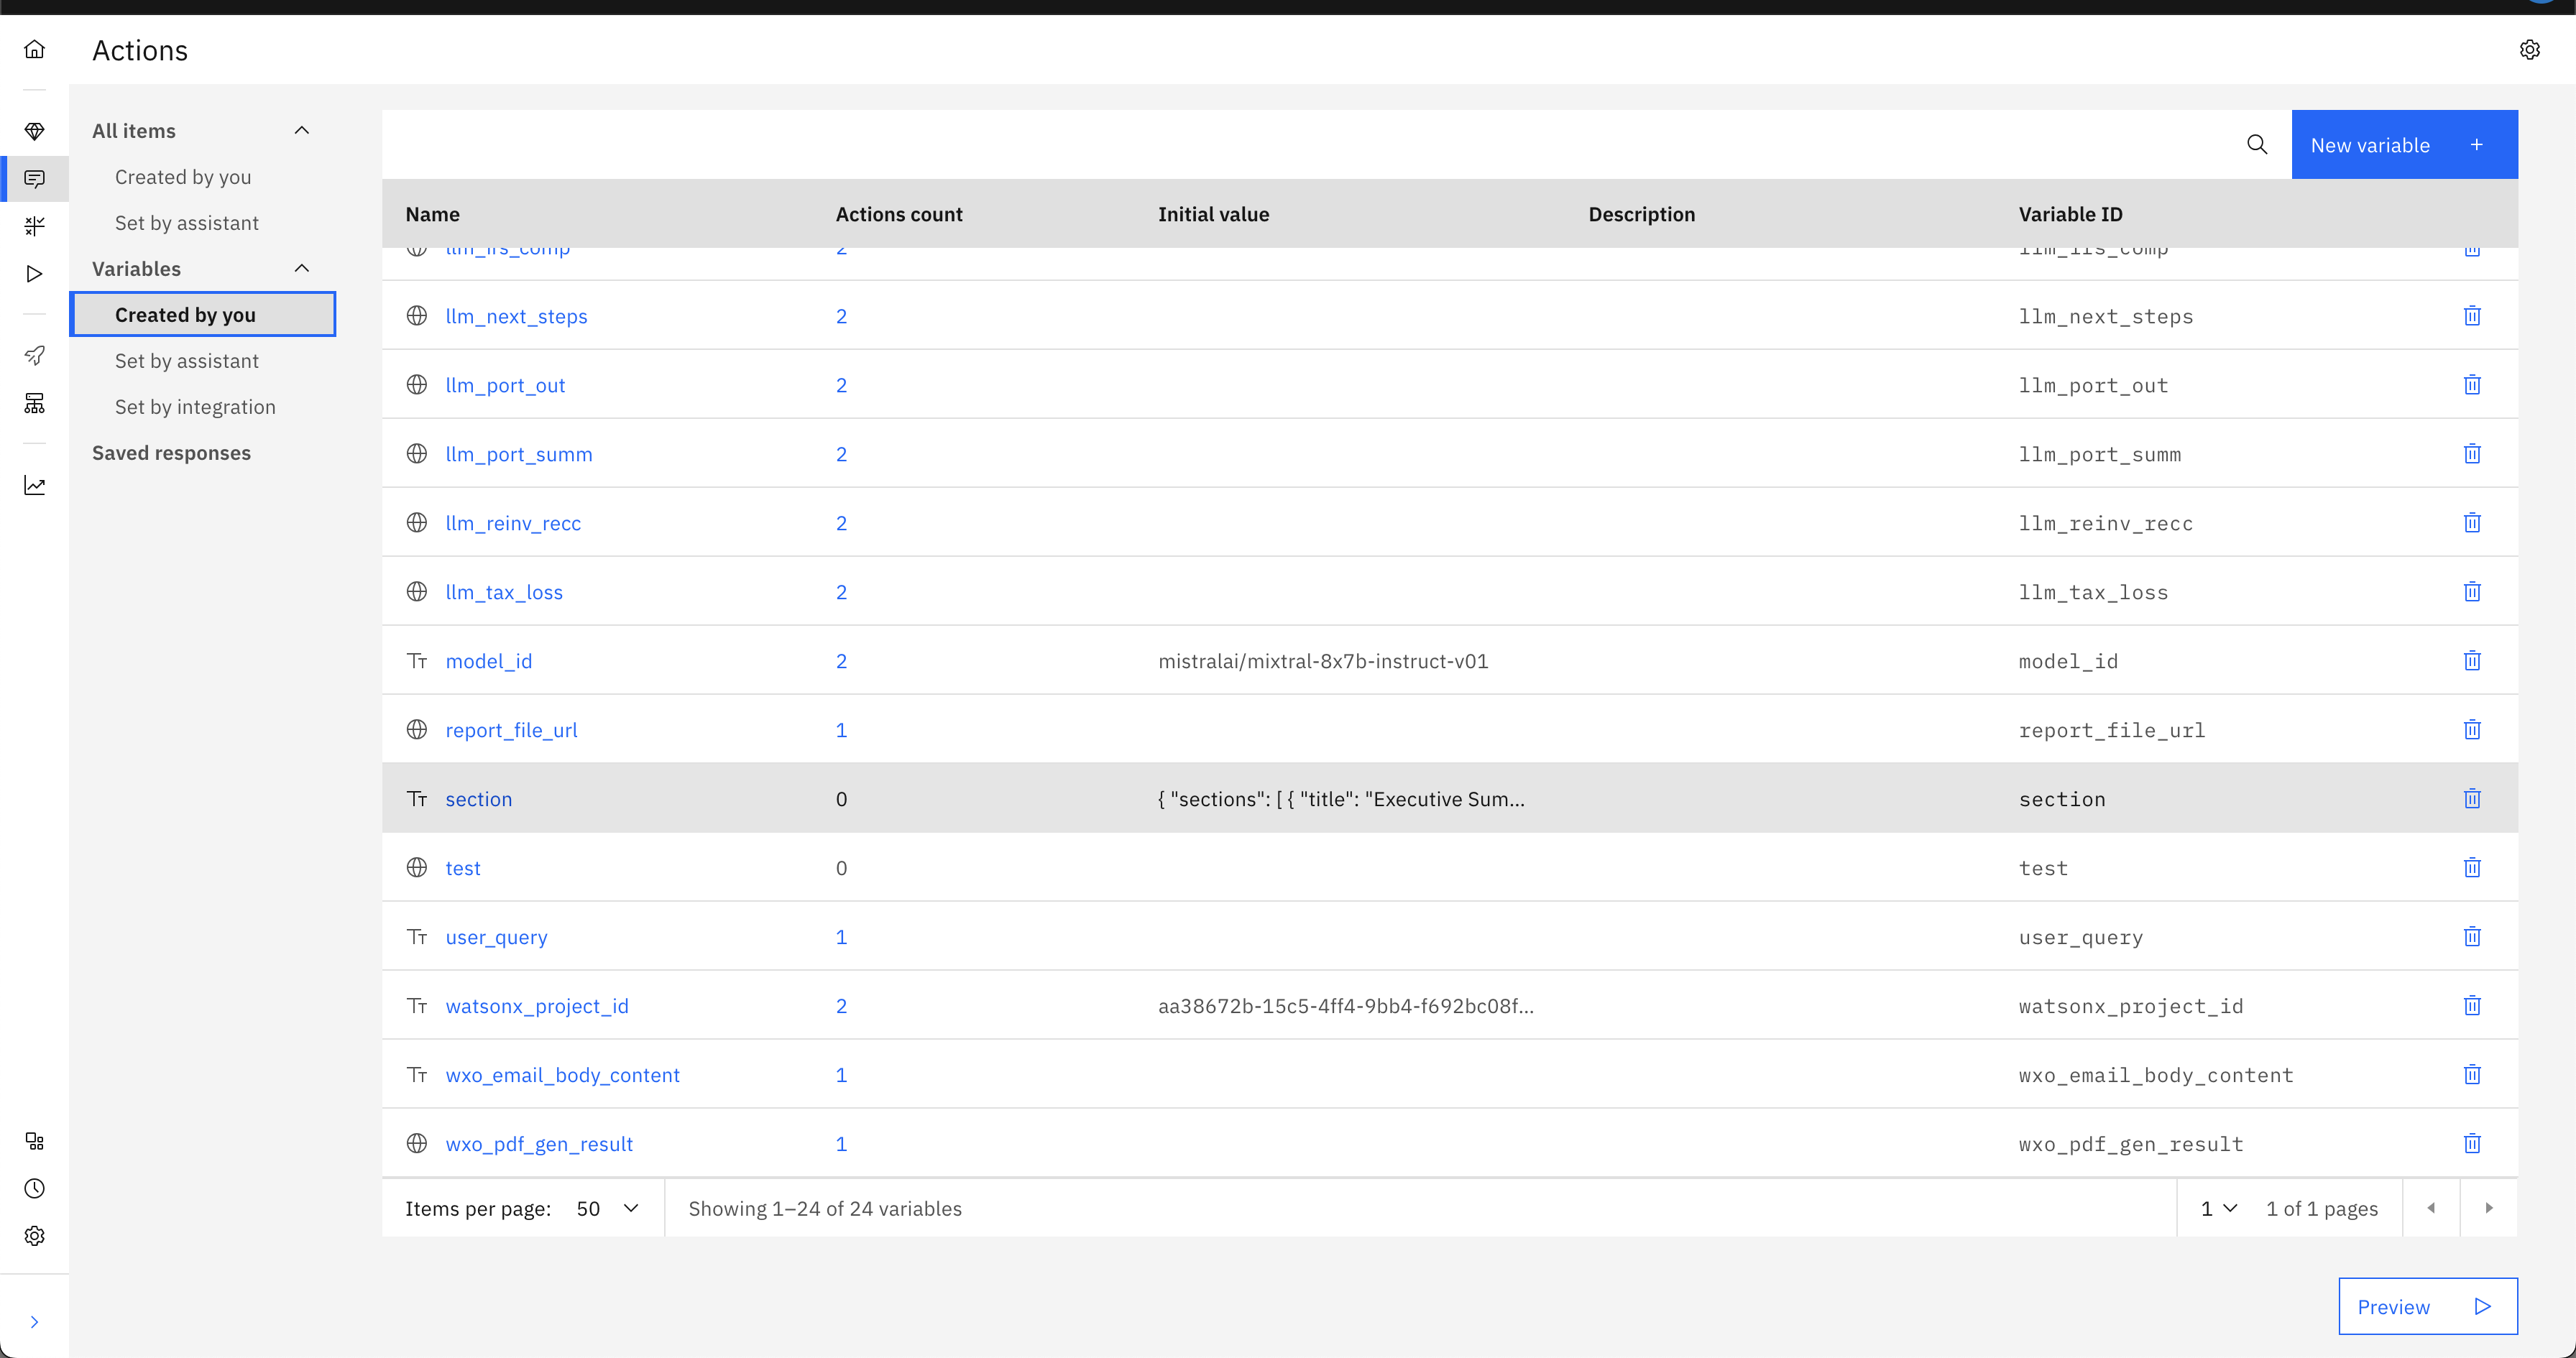 Actions
All items
Created by you
Set by assistant
Variables
Created by you
Set by assistant
Set by integration
Saved responses
New variable +
Name Actions count Initial value Description Variable ID
llm_irs_comp 2 llm_irs_comp
llm_next_steps 2 llm_next_steps
llm_port_out 2 llm_port_out
llm_port_summ 2 llm_port_summ
llm_reinv_recc 2 llm_reinv_recc
llm_tax_loss 2 llm_tax_loss
model_id 2 mistralai/mixtral-8x7b-instruct-v01 model_id
report_file_url 1 report_file_url
section 0 { "sections": [ { "title": "Executive Sum... section
test 0 test
user_query 1 user_query
watsonx_project_id 2 aa38672b-15c5-4ff4-9bb4-f692bc08f... watsonx_project_id
wxo_email_body_content 1 wxo_email_body_content
wxo_pdf_gen_result 1 wxo_pdf_gen_result
Items per page: 50 Showing 1–24 of 24 variables 1 1 of 1 pages
Preview